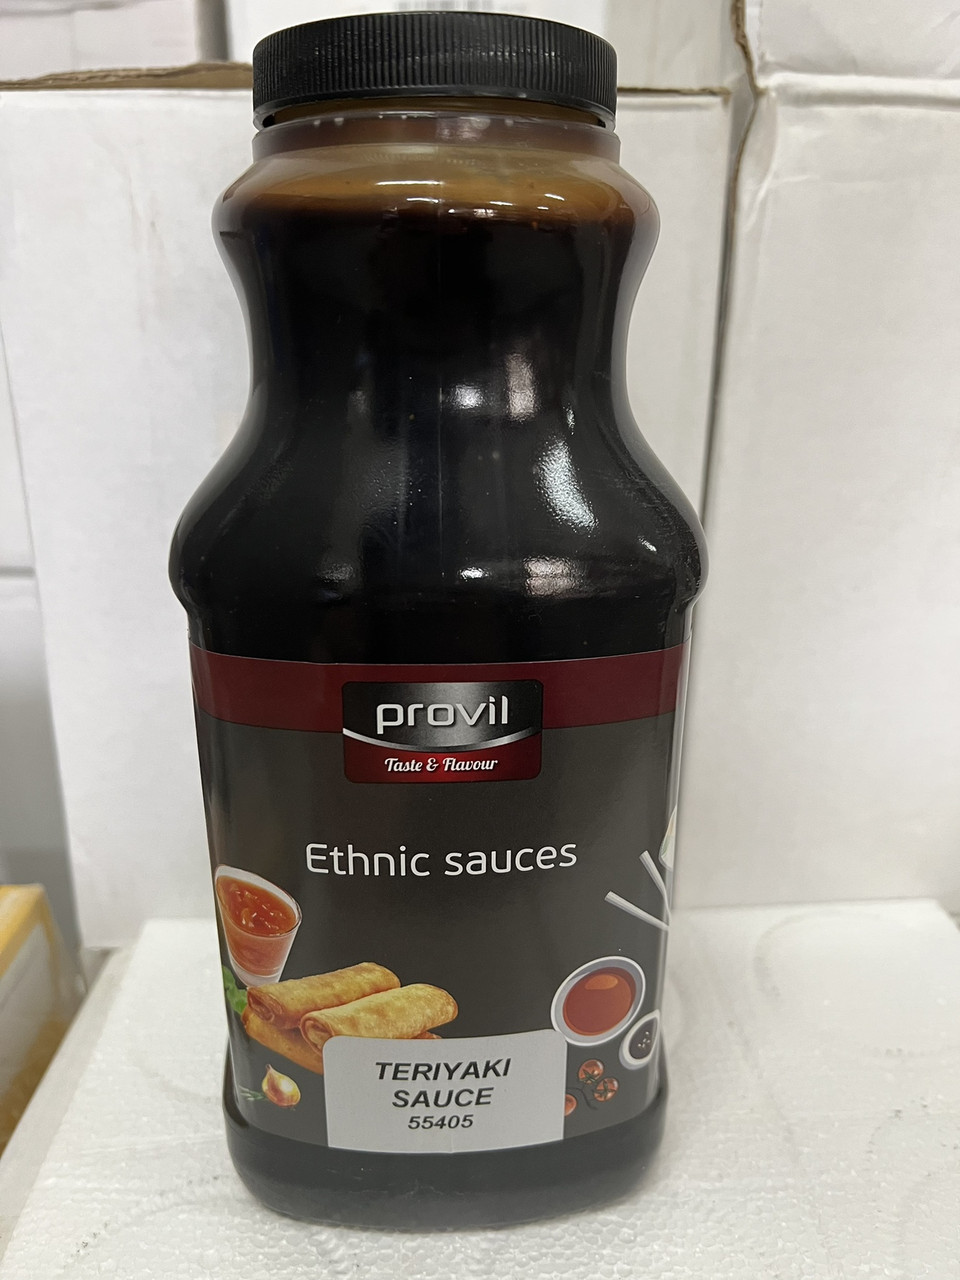 provil
Taste & Flavour
Ethnic sauces
TERIYAKI
SAUCE
55405